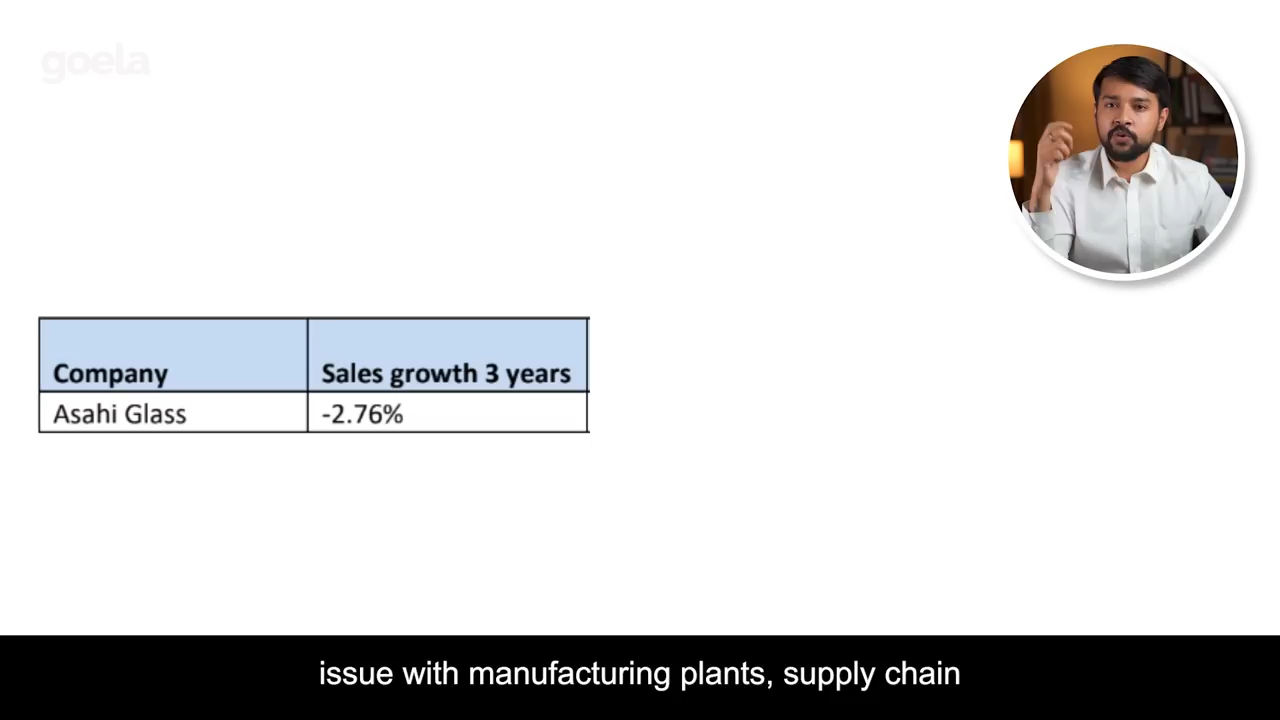 goela
Company Sales growth 3 years
Asahi Glass -2.76%
issue with manufacturing plants, supply chain